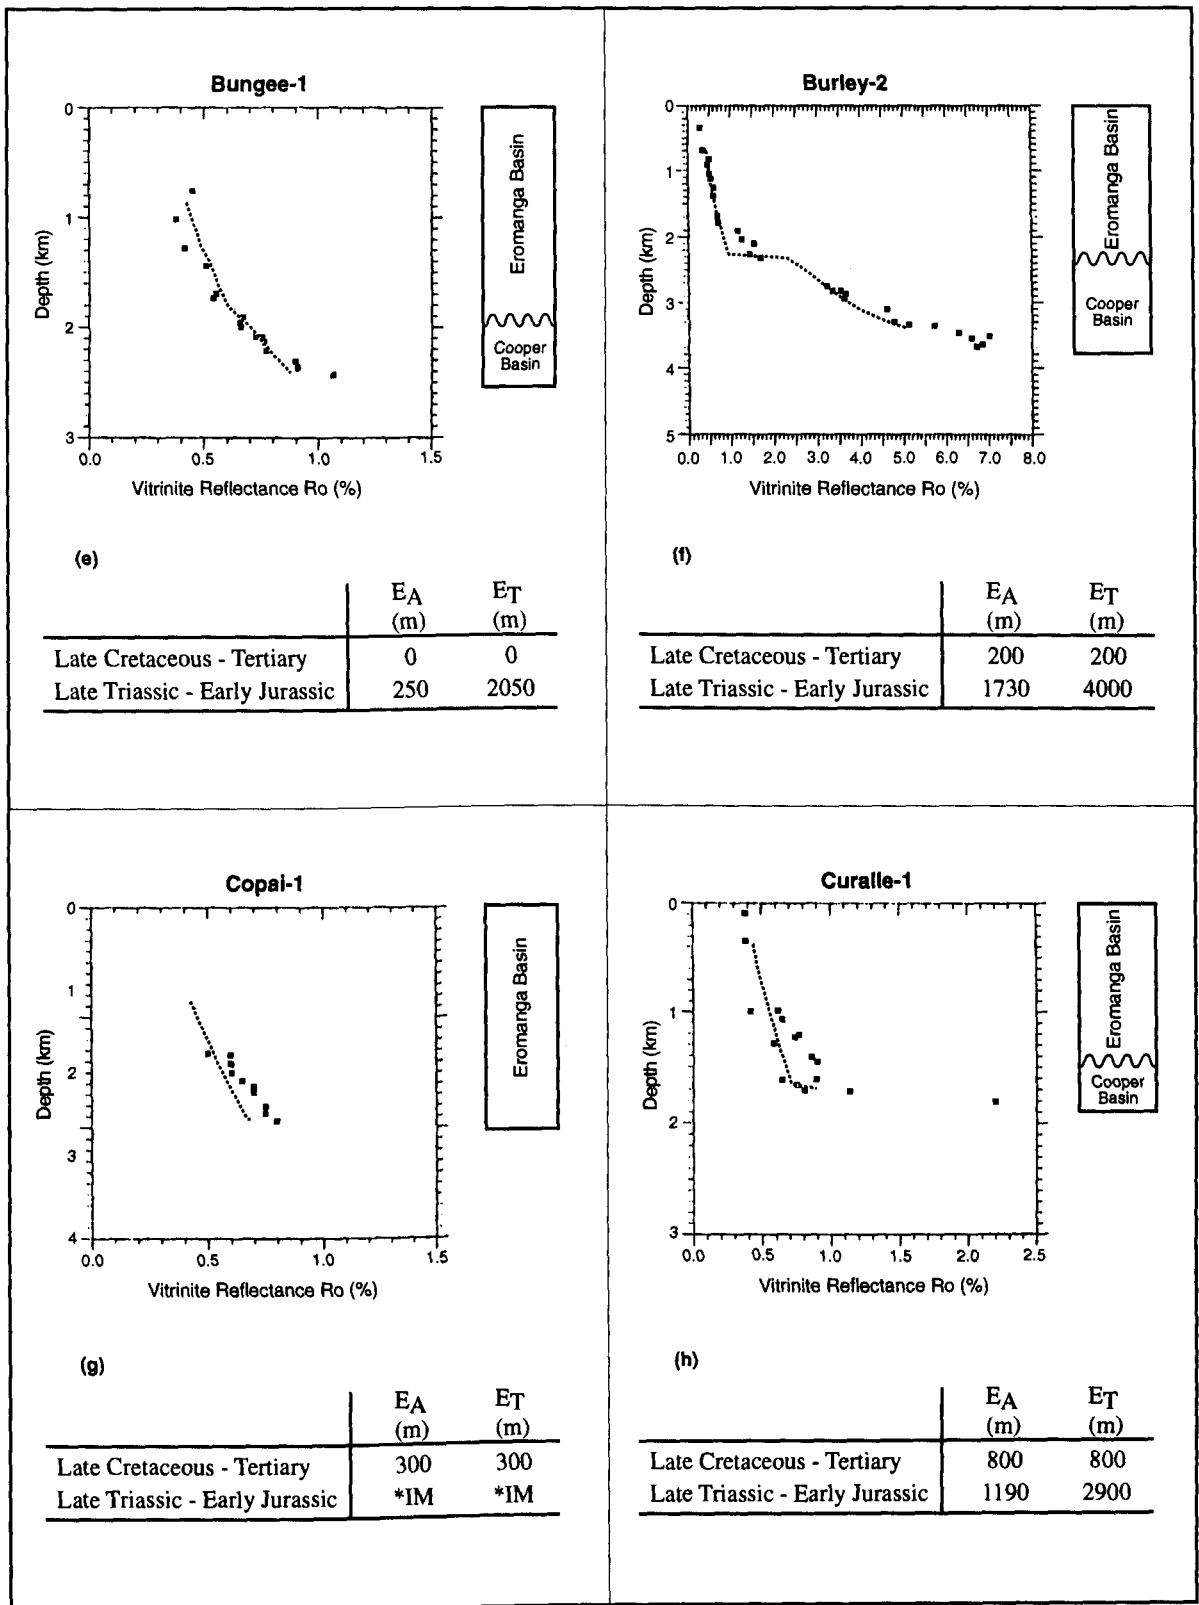 Bungee-1
0
1
2
3
Depth (km)
0.0 0.5 1.0 1.5
Vitrinite Reflectance Ro (%)
Eromanga Basin
Cooper
Basin
(e)
EA ET
(m) (m)
Late Cretaceous - Tertiary 0 0
Late Triassic - Early Jurassic 250 2050
Burley-2
0
1
2
3
4
5
Depth (km)
0.0 1.0 2.0 3.0 4.0 5.0 6.0 7.0 8.0
Vitrinite Reflectance Ro (%)
Eromanga Basin
Cooper
Basin
(f)
EA ET
(m) (m)
Late Cretaceous - Tertiary 200 200
Late Triassic - Early Jurassic 1730 4000
Copai-1
0
1
2
3
4
Depth (km)
0.0 0.5 1.0 1.5
Vitrinite Reflectance Ro (%)
Eromanga Basin
(g)
EA ET
(m) (m)
Late Cretaceous - Tertiary 300 300
Late Triassic - Early Jurassic *IM *IM
Curalle-1
0
1
2
3
Depth (km)
0.0 0.5 1.0 1.5 2.0 2.5
Vitrinite Reflectance Ro (%)
Eromanga Basin
Cooper
Basin
(h)
EA ET
(m) (m)
Late Cretaceous - Tertiary 800 800
Late Triassic - Early Jurassic 1190 2900